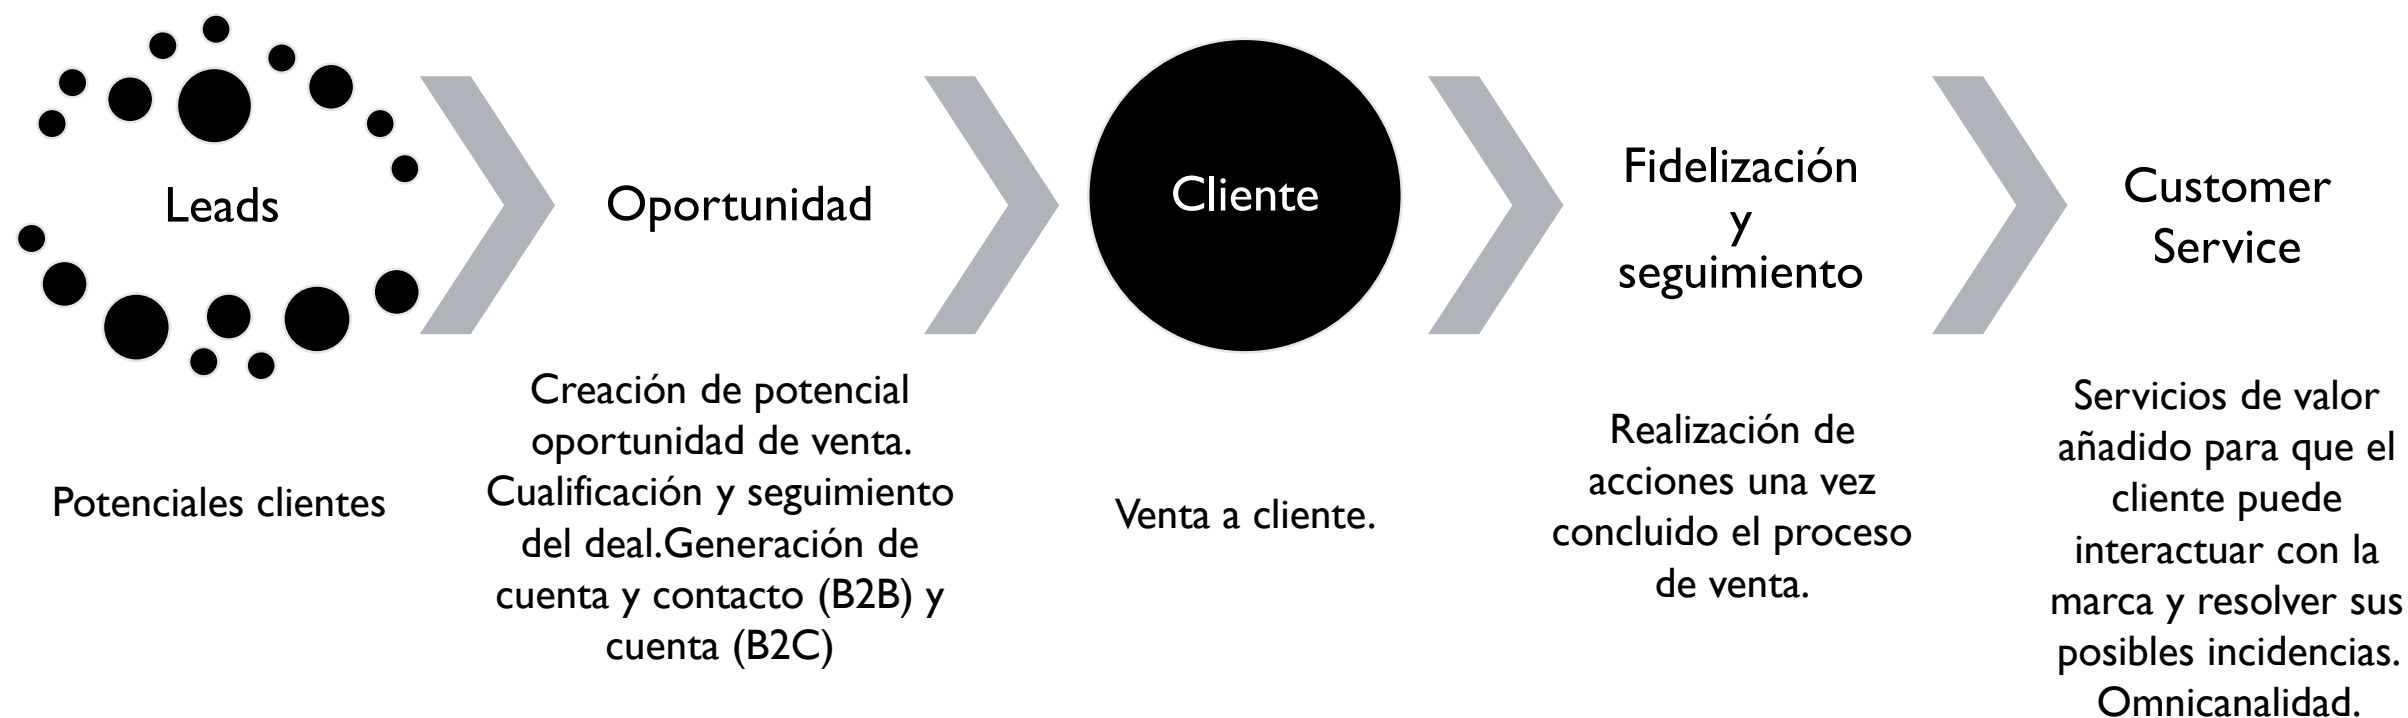 Leads
Oportunidad
Cliente
Fidelización
y
seguimiento
Customer
Service
Potenciales clientes
Creación de potencial
oportunidad de venta.
Cualificación y seguimiento
del deal.Generación de
cuenta y contacto (B2B) y
cuenta (B2C)
Venta a cliente.
Realización de
acciones una vez
concluido el proceso
de venta.
Servicios de valor
añadido para que el
cliente puede
interactuar con la
marca y resolver sus
posibles incidencias.
Omnicanalidad.